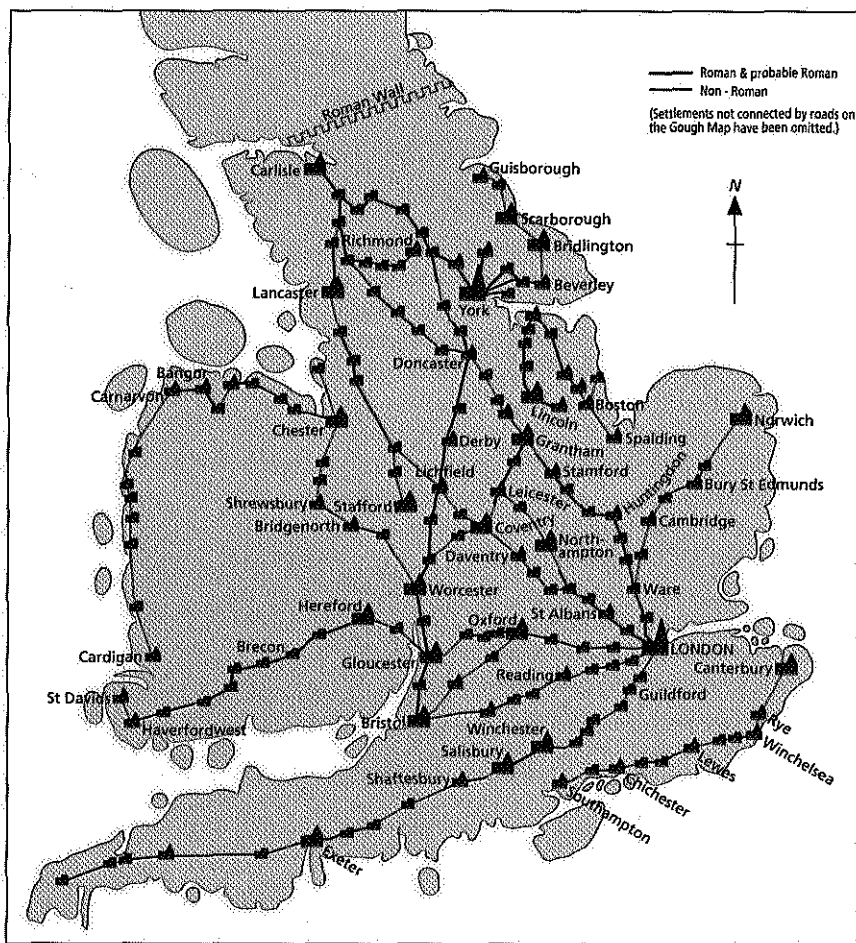 Roman & probable Roman
Non - Roman
(Settlements not connected by roads on
the Gough Map have been omitted.)
N
Roman Wall
Carlisle
Guisborough
Scarborough
Richmond
Bridlington
Lancaster
York
Beverley
Doncaster
Bangor
Carnarvon
Chester
Lincoln
Boston
Norwich
Derby
Grantham
Spalding
Lichfield
Stamford
Huntingdon
Shrewsbury
Stafford
Leicester
Bury St Edmunds
Bridgenorth
Coventry
Cambridge
Daventry
North-
ampton
Worcester
Ware
Hereford
Oxford
St Albans
Brecon
Cardigan
Gloucester
LONDON
Reading
Canterbury
St Davids
Guildford
Haverfordwest
Bristol
Winchester
Rye
Salisbury
Winchelsea
Shaftesbury
Lewes
Chichester
Southampton
Exeter